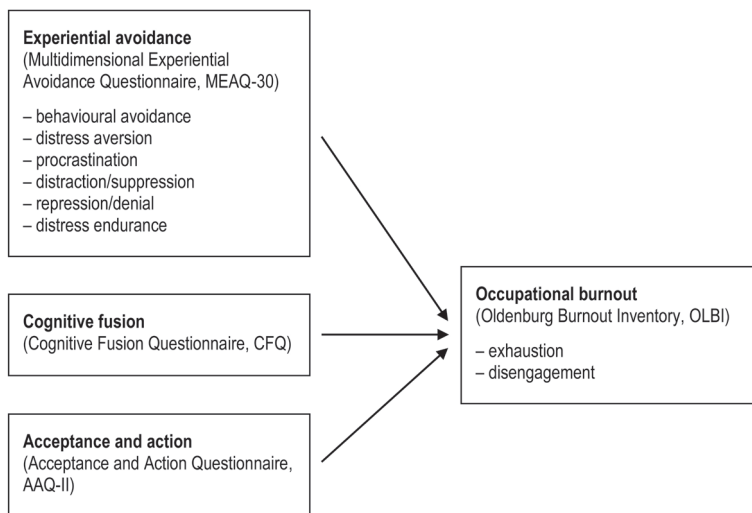 Experiential avoidance
(Multidimensional Experiential
Avoidance Questionnaire, MEAQ-30)
– behavioural avoidance
– distress aversion
– procrastination
– distraction/suppression
– repression/denial
– distress endurance
Cognitive fusion
(Cognitive Fusion Questionnaire, CFQ)
Acceptance and action
(Acceptance and Action Questionnaire,
AAQ-II)
Occupational burnout
(Oldenburg Burnout Inventory, OLBI)
– exhaustion
– disengagement